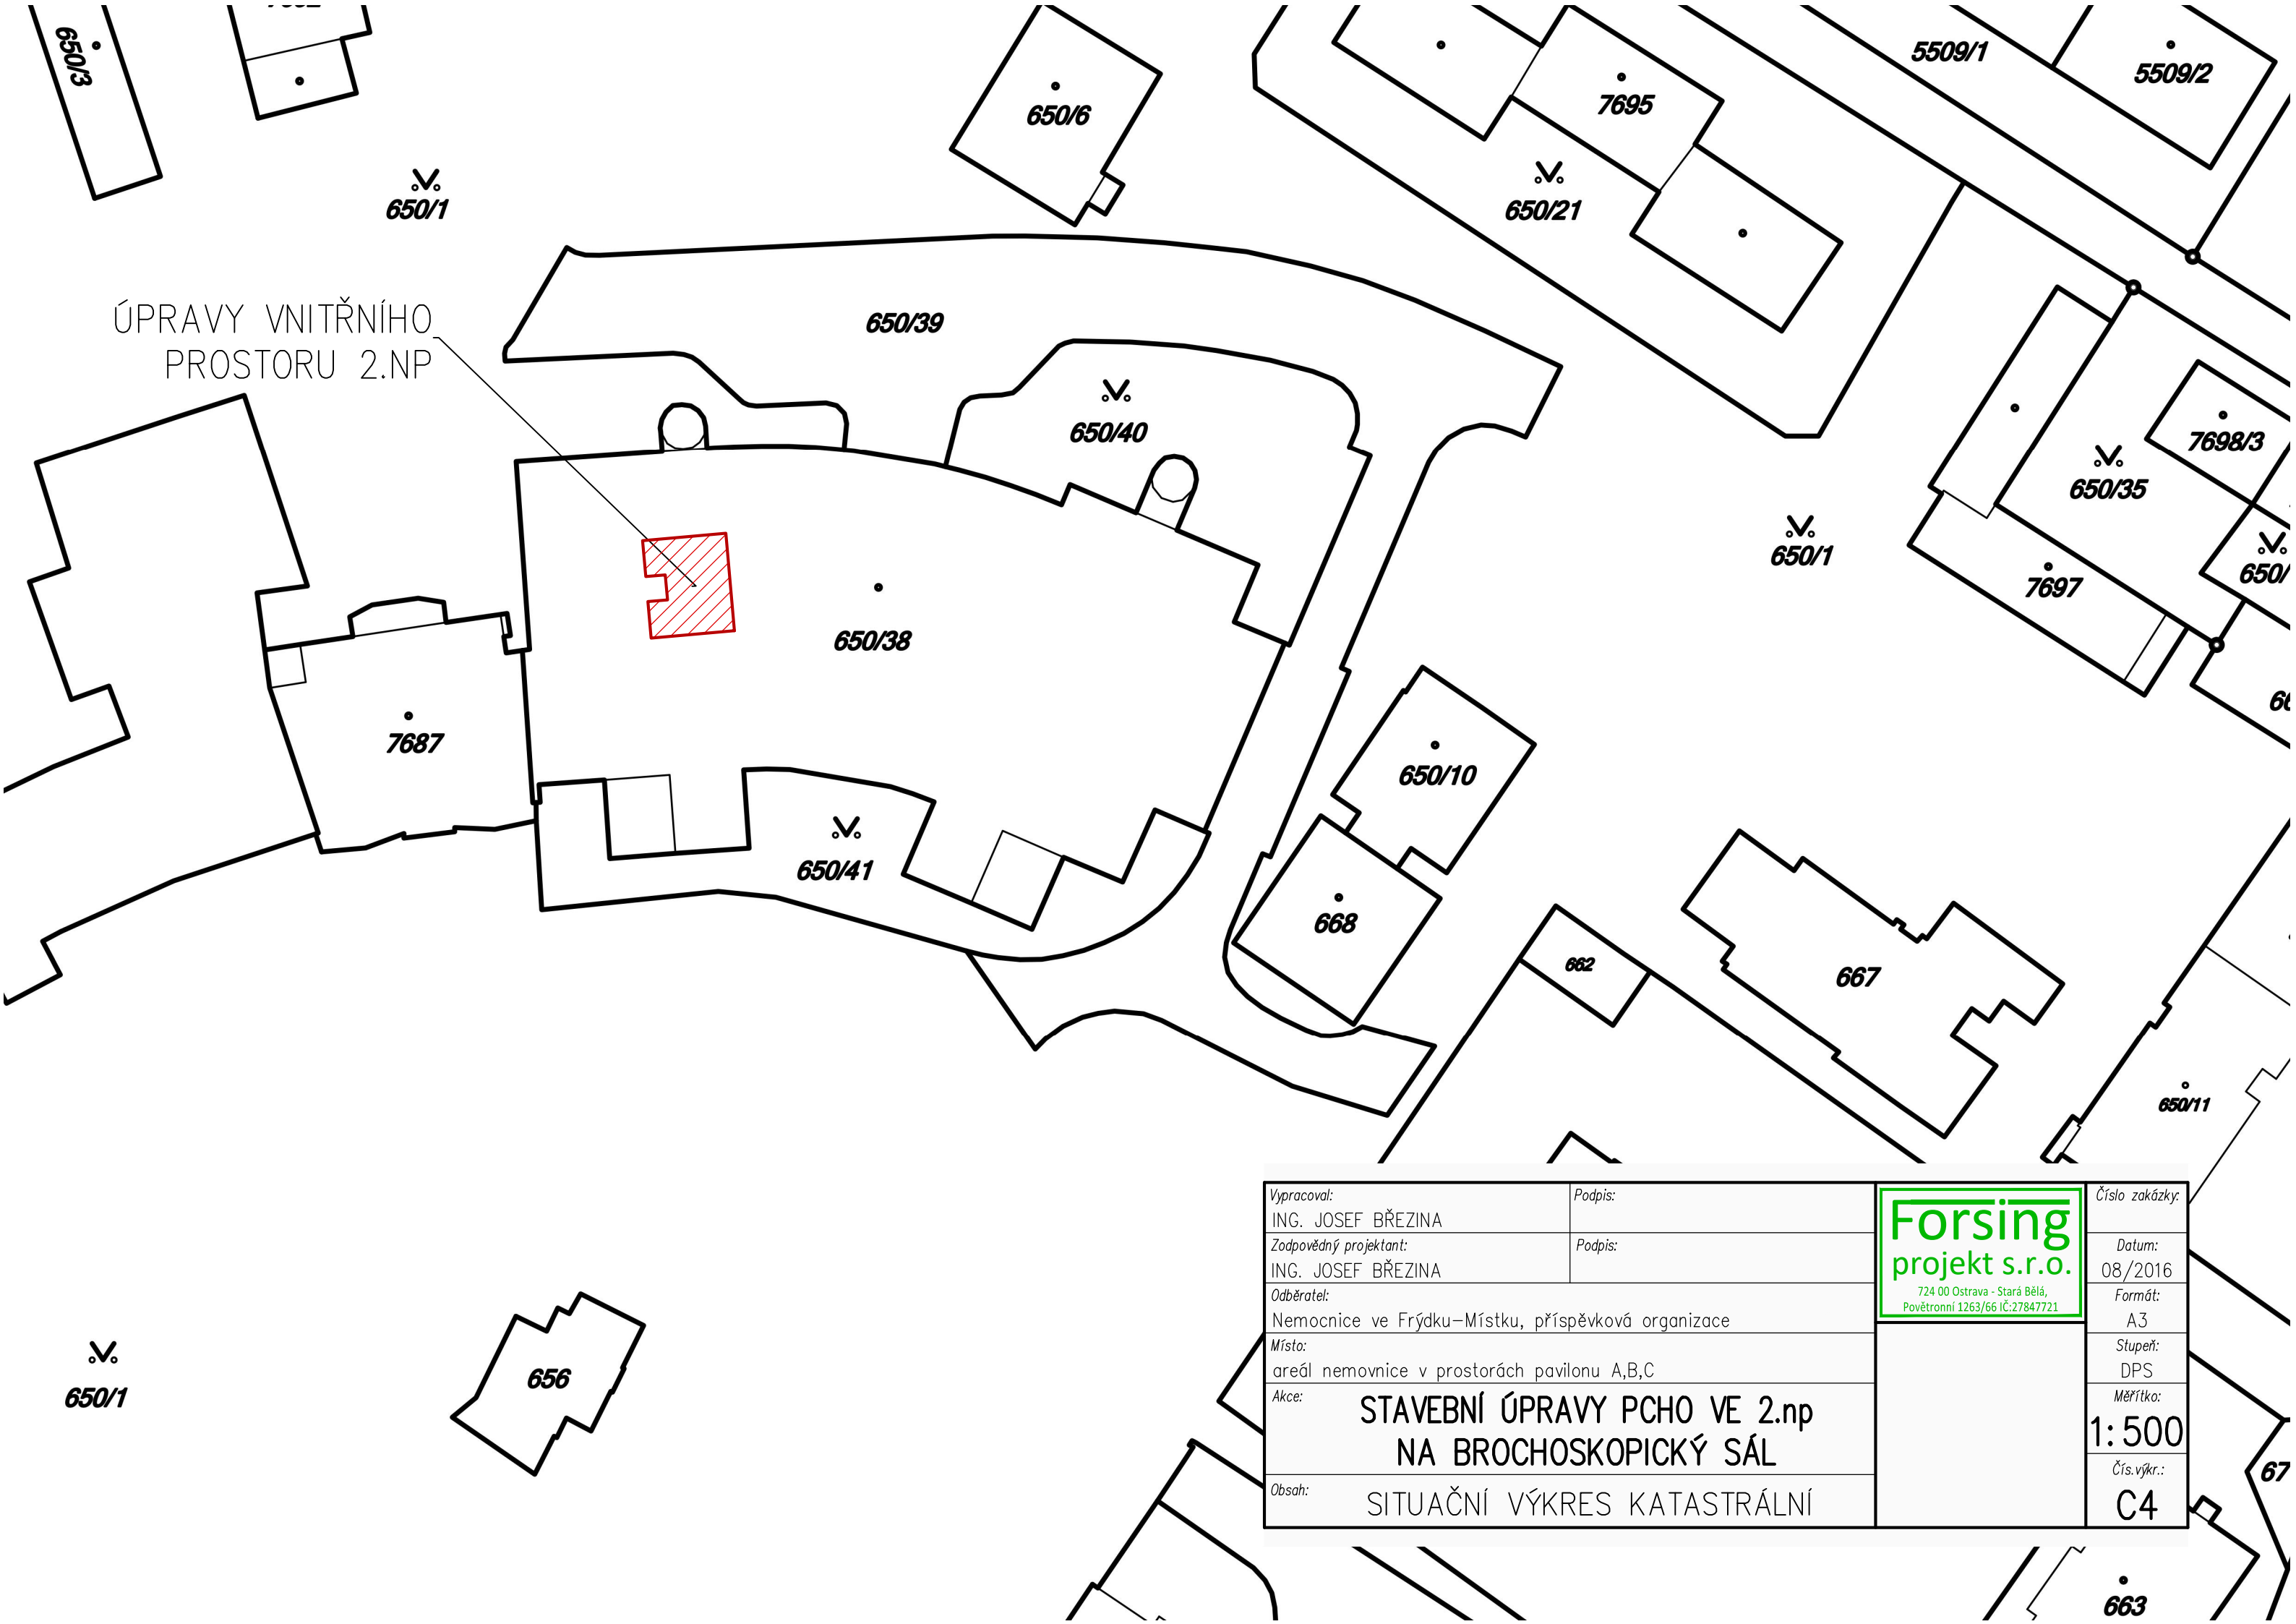 650/3
5509/1
5509/2
650/6
7695
650/1
650/21
ÚPRAVY VNITŘNÍHO
PROSTORU 2.NP
650/39
650/40
7698/3
650/35
650/1
7697
650/38
7687
650/10
650/41
668
662
667
650/11
650/1
656
663
Vypracoval:
ING. JOSEF BŘEZINA
Podpis:
Zodpovědný projektant:
ING. JOSEF BŘEZINA
Podpis:
Odběratel:
Nemocnice ve Frýdku-Místku, příspěvková organizace
Místo:
areál nemovnice v prostorách pavilonu A,B,C
Akce:
STAVEBNÍ ÚPRAVY PCHO VE 2.np
NA BROCHOSKOPICKÝ SÁL
Obsah:
SITUAČNÍ VÝKRES KATASTRÁLNÍ
Forsing
projekt s.r.o.
724 00 Ostrava - Stará Bělá,
Povětronní 1263/66 IČ:27847721
Číslo zakázky:
Datum:
08/2016
Formát:
A3
Stupeň:
DPS
Měřítko:
1:500
Čís.výkr.:
C4